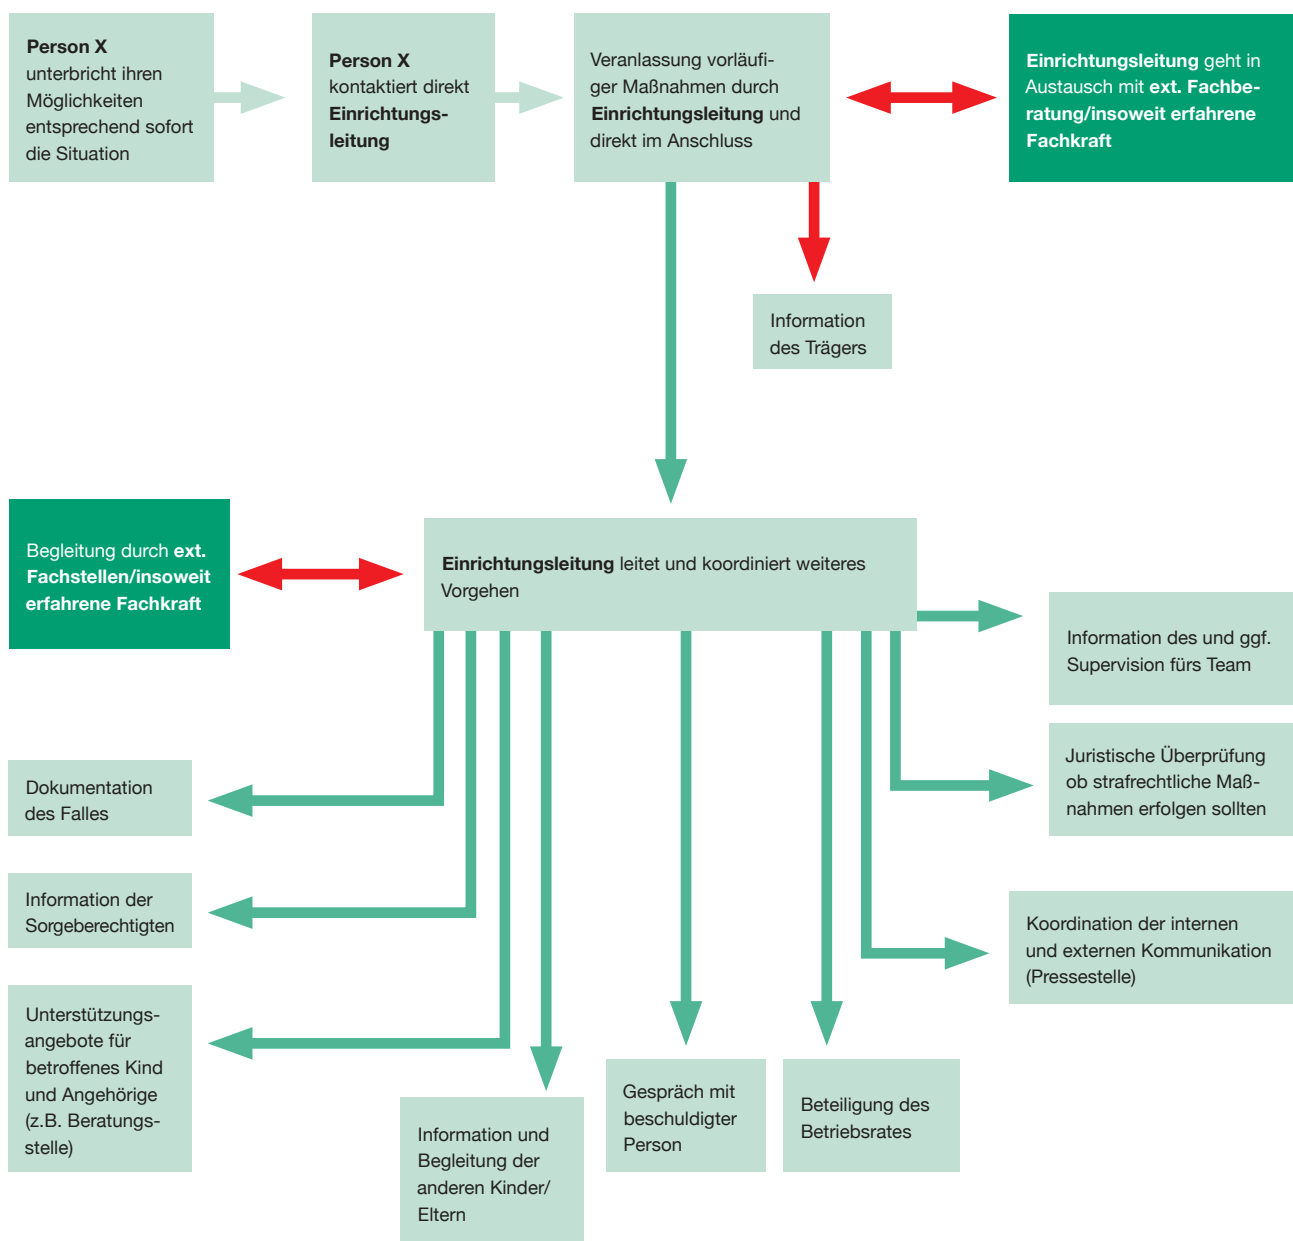 Person X
unterbricht ihren
Möglichkeiten
entsprechend sofort
die Situation
Person X
kontaktiert direkt
Einrichtungs-
leitung
Veranlassung vorläufi-
ger Maßnahmen durch
Einrichtungsleitung und
direkt im Anschluss
Einrichtungsleitung geht in
Austausch mit ext. Fachbe-
ratung/insoweit erfahrene
Fachkraft
Information
des Trägers
Begleitung durch ext.
Fachstellen/insoweit
erfahrene Fachkraft
Einrichtungsleitung leitet und koordiniert weiteres
Vorgehen
Information des und ggf.
Supervision fürs Team
Juristische Überprüfung
ob strafrechtliche Maß-
nahmen erfolgen sollten
Dokumentation
des Falles
Information der
Sorgeberechtigten
Koordination der internen
und externen Kommunikation
(Pressestelle)
Unterstützungs-
angebote für
betroffenes Kind
und Angehörige
(z.B. Beratungs-
stelle)
Information und
Begleitung der
anderen Kinder/
Eltern
Gespräch mit
beschuldigter
Person
Beteiligung des
Betriebsrates